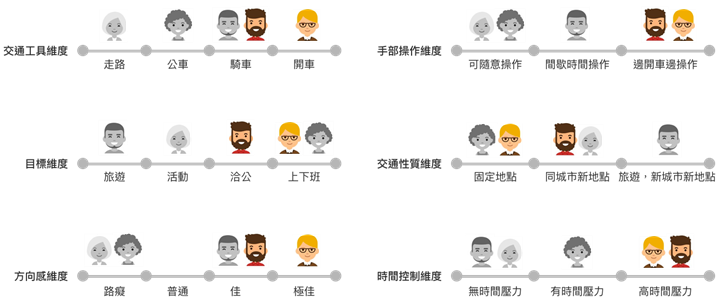 交通工具維度
走路 公車 騎車 開車
手部操作維度
可隨意操作 間歇時間操作 邊開車邊操作
目標維度
旅遊 活動 洽公 上下班
交通性質維度
固定地點 同城市新地點 旅遊，新城市新地點
方向感維度
路癡 普通 佳 極佳
時間控制維度
無時間壓力 有時間壓力 高時間壓力